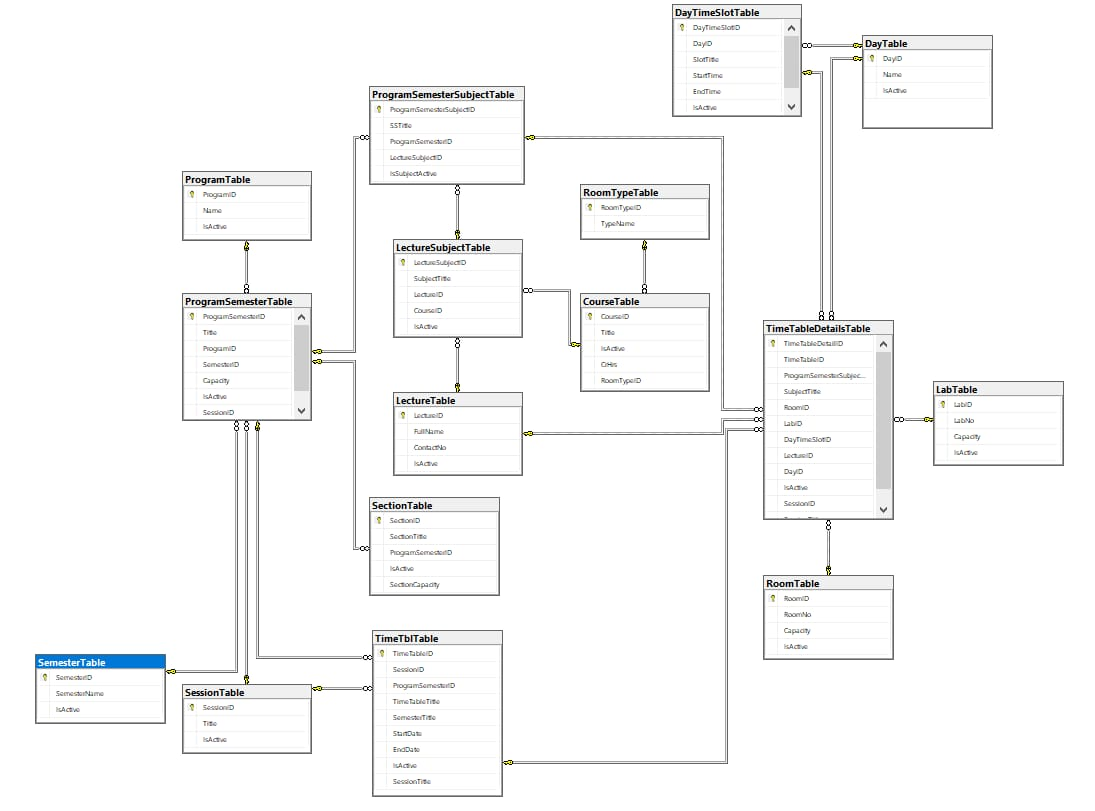 DayTimeSlotTable
DayTimeSlotID
DayID
SlotTitle
StartTime
EndTime
IsActive
DayTable
DayID
Name
IsActive
ProgramSemesterSubjectTable
ProgramSemesterSubjectID
SSTitle
ProgramSemesterID
LectureSubjectID
IsSubjectActive
ProgramTable
ProgramID
Name
IsActive
RoomTypeTable
RoomTypeID
TypeName
LectureSubjectTable
LectureSubjectID
SubjectTitle
LectureID
CourseID
IsActive
ProgramSemesterTable
ProgramSemesterID
Title
ProgramID
SemesterID
Capacity
IsActive
SessionID
CourseTable
CourseID
Title
IsActive
CrHrs
RoomTypeID
TimeTableDetailsTable
TimeTableDetailID
TimeTableID
ProgramSemesterSubjec...
SubjectTitle
RoomID
LabID
DayTimeSlotID
LectureID
DayID
IsActive
SessionID
LabTable
LabID
LabNo
Capacity
IsActive
LectureTable
LectureID
FullName
ContactNo
IsActive
SectionTable
SectionID
SectionTitle
ProgramSemesterID
IsActive
SectionCapacity
RoomTable
RoomID
RoomNo
Capacity
IsActive
TimeTblTable
TimeTableID
SessionID
ProgramSemesterID
TimeTableTitle
SemesterTitle
StartDate
EndDate
IsActive
SessionTitle
SemesterTable
SemesterID
SemesterName
IsActive
SessionTable
SessionID
Title
IsActive